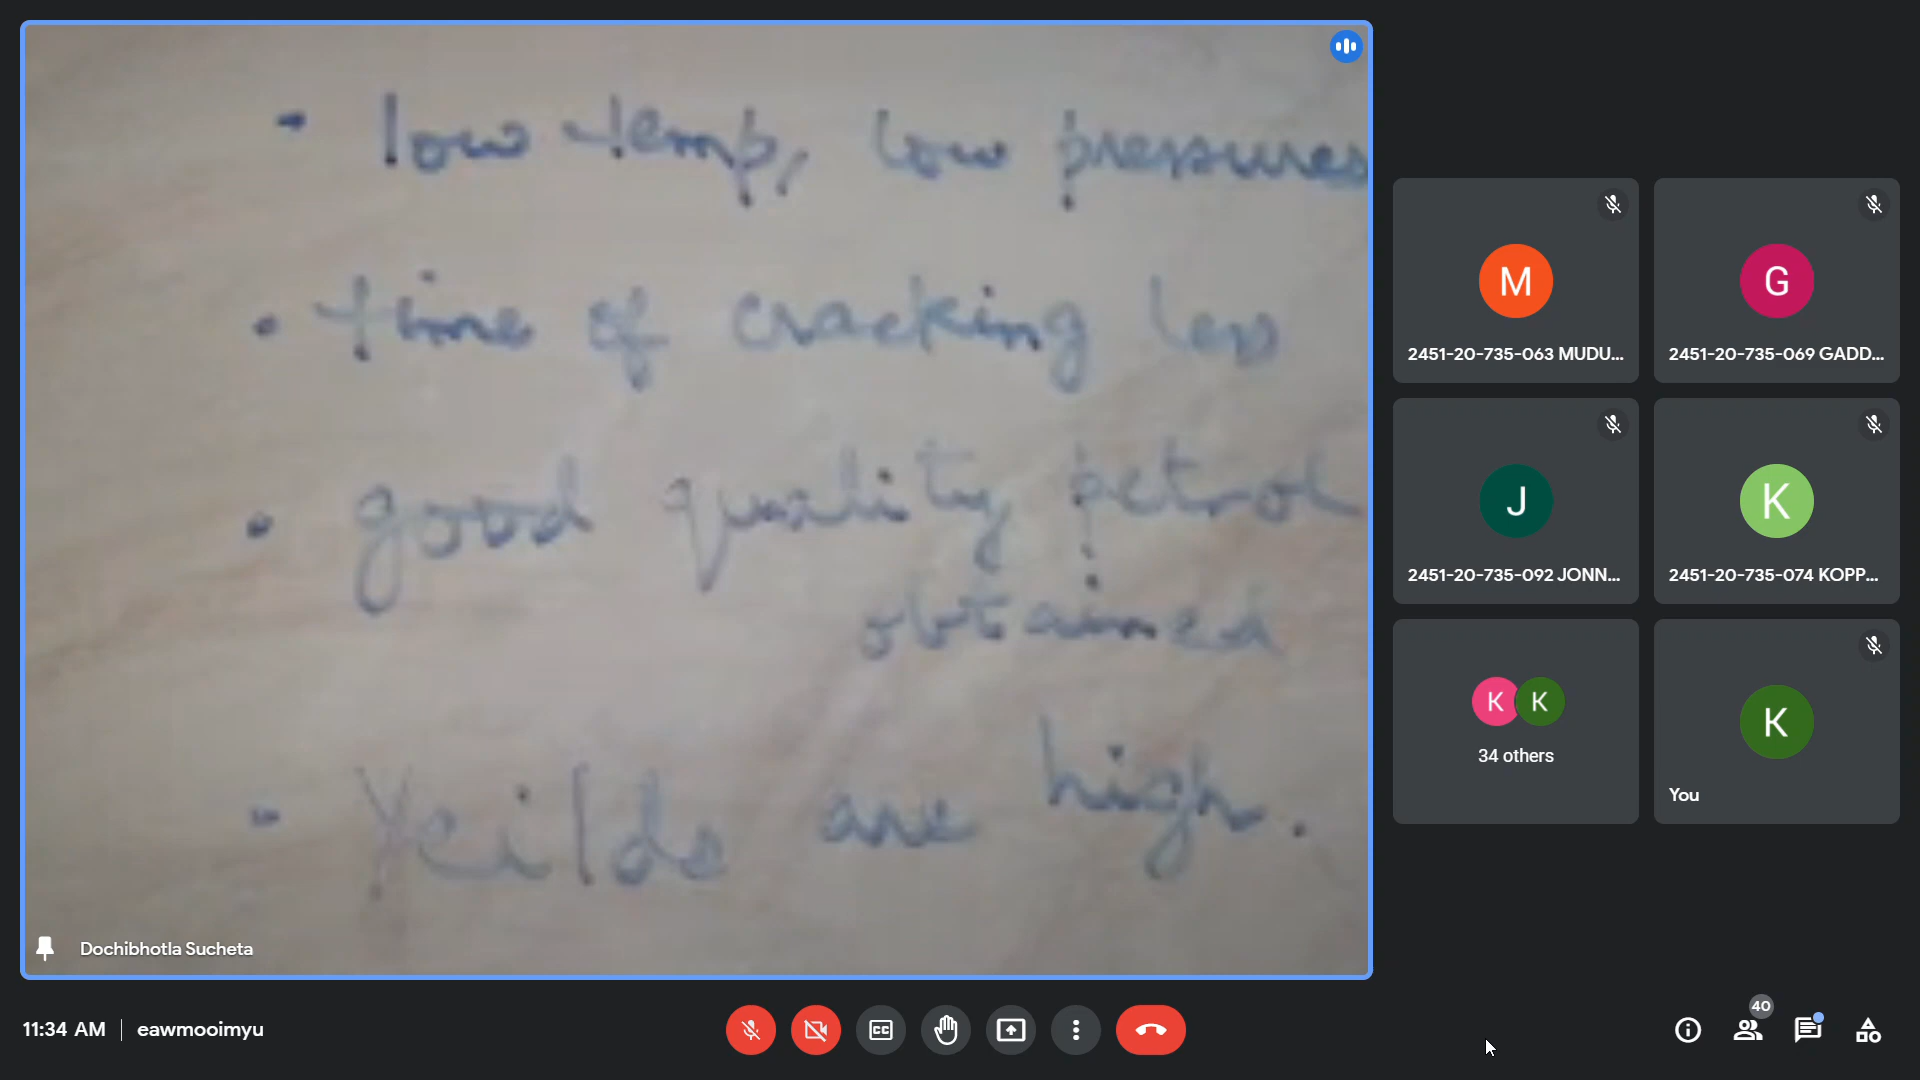 • low temp, low pressures
• time of cracking less
• good quality petrol
obtained
• Yeilds are high.
Dochibhotla Sucheta
M
2451-20-735-063 MUDU...
G
2451-20-735-069 GADD...
J
2451-20-735-092 JONN...
K
2451-20-735-074 KOPP...
K K
34 others
K
You
11:34 AM | eawmooimyu
CC
40